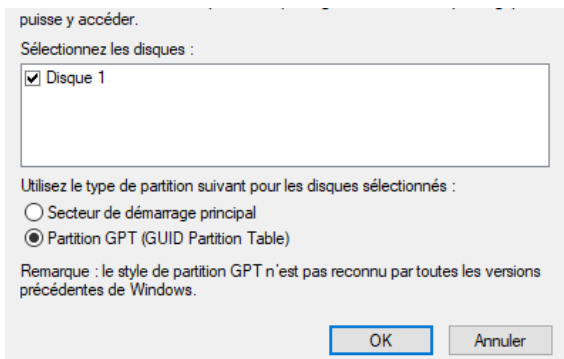 puisse y accéder.
Sélectionnez les disques :
Disque 1
Utilisez le type de partition suivant pour les disques sélectionnés :
Secteur de démarrage principal
Partition GPT (GUID Partition Table)
Remarque : le style de partition GPT n'est pas reconnu par toutes les versions
précédentes de Windows.
OK Annuler